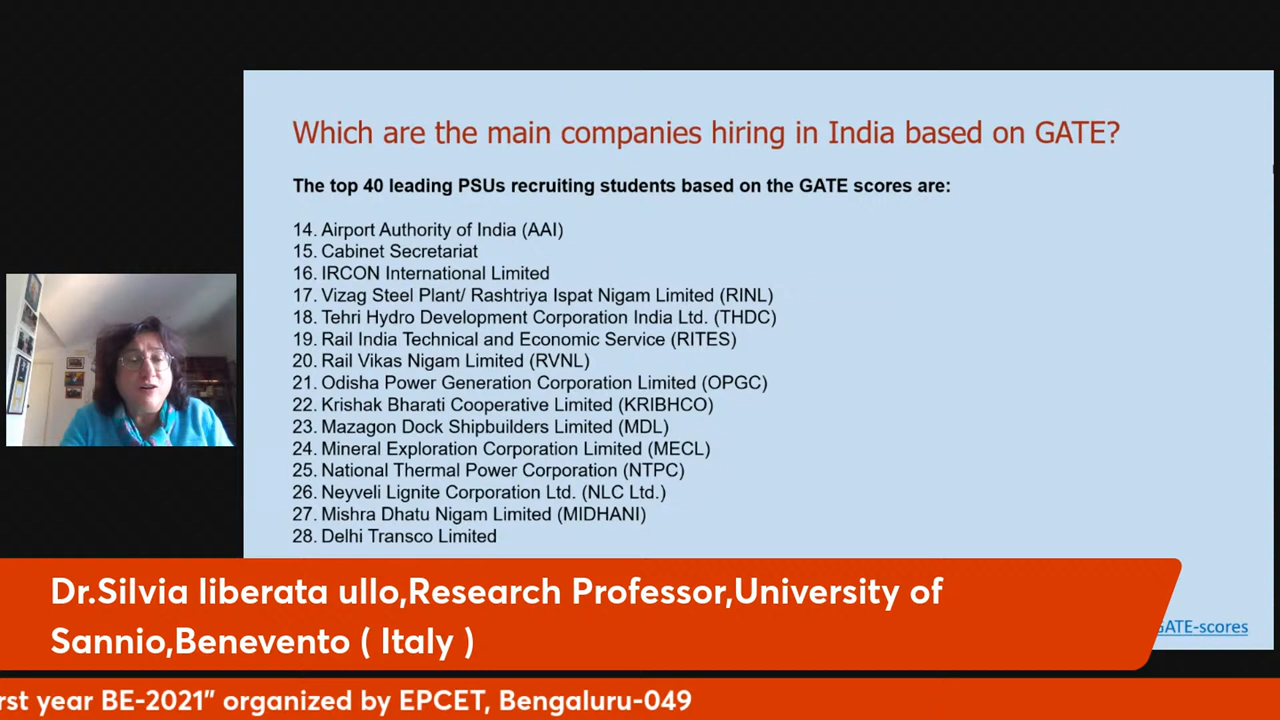 Which are the main companies hiring in India based on GATE?
The top 40 leading PSUs recruiting students based on the GATE scores are:
14. Airport Authority of India (AAI)
15. Cabinet Secretariat
16. IRCON International Limited
17. Vizag Steel Plant/ Rashtriya Ispat Nigam Limited (RINL)
18. Tehri Hydro Development Corporation India Ltd. (THDC)
19. Rail India Technical and Economic Service (RITES)
20. Rail Vikas Nigam Limited (RVNL)
21. Odisha Power Generation Corporation Limited (OPGC)
22. Krishak Bharati Cooperative Limited (KRIBHCO)
23. Mazagon Dock Shipbuilders Limited (MDL)
24. Mineral Exploration Corporation Limited (MECL)
25. National Thermal Power Corporation (NTPC)
26. Neyveli Lignite Corporation Ltd. (NLC Ltd.)
27. Mishra Dhatu Nigam Limited (MIDHANI)
28. Delhi Transco Limited
GATE-scores
Dr.Silvia liberata ullo,Research Professor,University of
Sannio,Benevento ( Italy )
rst year BE-2021” organized by EPCET, Bengaluru-049